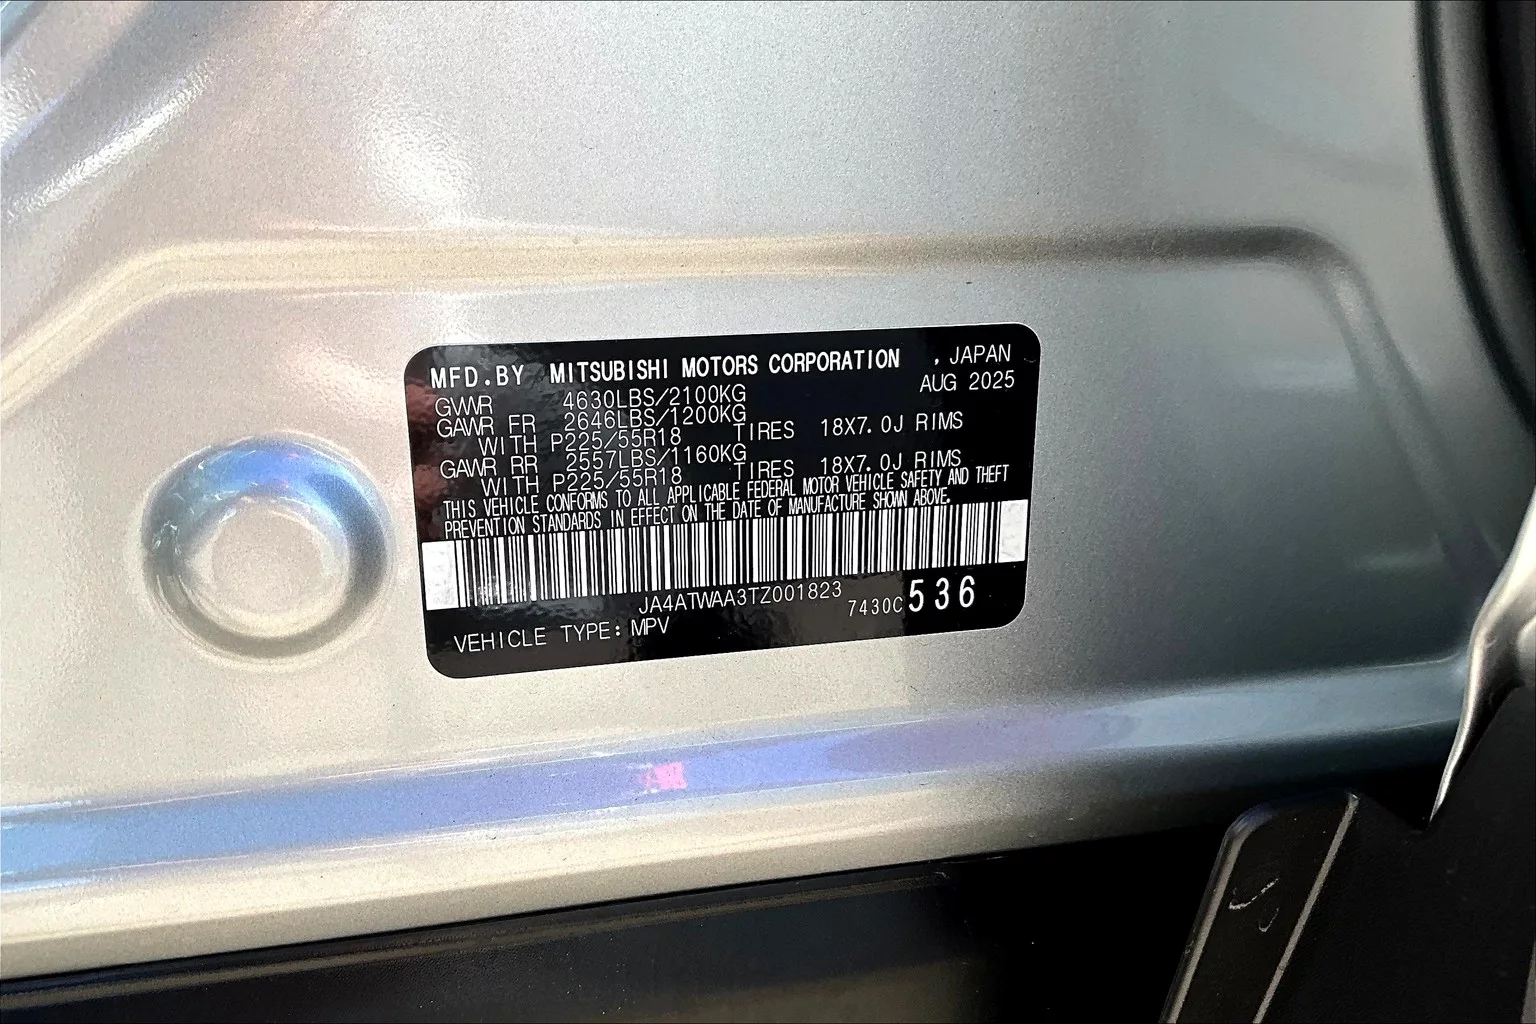 MFD.BY MITSUBISHI MOTORS CORPORATION , JAPAN
AUG 2025
GVWR 4630LBS/2100KG
GAWR FR 2646LBS/1200KG
WITH P225/55R18 TIRES 18X7.0J RIMS
GAWR RR 2557LBS/1160KG
WITH P225/55R18 TIRES 18X7.0J RIMS
THIS VEHICLE CONFORMS TO ALL APPLICABLE FEDERAL MOTOR VEHICLE SAFETY AND THEFT
PREVENTION STANDARDS IN EFFECT ON THE DATE OF MANUFACTURE SHOWN ABOVE.
JA4ATWAA3TZ001823
7430C 536
VEHICLE TYPE: MPV